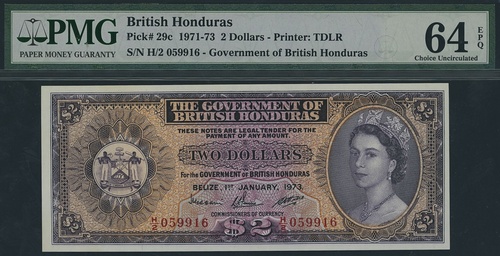 PMG
PAPER MONEY GUARANTY
British Honduras
Pick# 29c 1971-73 2 Dollars - Printer: TDLR
S/N H/2 059916 - Government of British Honduras
64 EPQ
Choice Uncirculated
THE GOVERNMENT OF
BRITISH HONDURAS
THESE NOTES ARE LEGAL TENDER FOR THE
PAYMENT OF ANY AMOUNT.
TWO DOLLARS
For the GOVERNMENT OF BRITISH HONDURAS
BELIZE, 1ST JANUARY, 1973.
COMMISSIONERS OF CURRENCY
H/2 059916
$2
H/2 059916
$2
$2
$2
$2